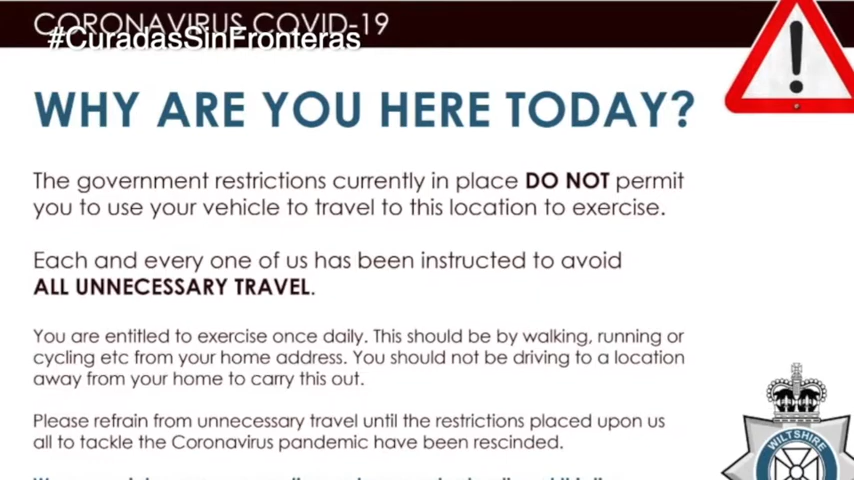 CORONAVIRUS COVID-19
#CuradasSinFronteras
WHY ARE YOU HERE TODAY?
The government restrictions currently in place DO NOT permit
you to use your vehicle to travel to this location to exercise.
Each and every one of us has been instructed to avoid
ALL UNNECESSARY TRAVEL.
You are entitled to exercise once daily. This should be by walking, running or
cycling etc from your home address. You should not be driving to a location
away from your home to carry this out.
Please refrain from unnecessary travel until the restrictions placed upon us
all to tackle the Coronavirus pandemic have been rescinded.
WILTSHIRE